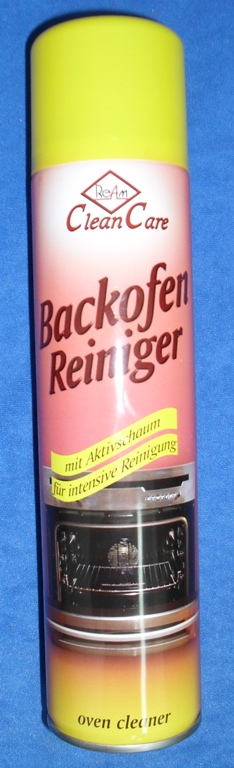 ReAm
Clean Care
Backofen
Reiniger
mit Aktivschaum
für intensive Reinigung
oven cleaner